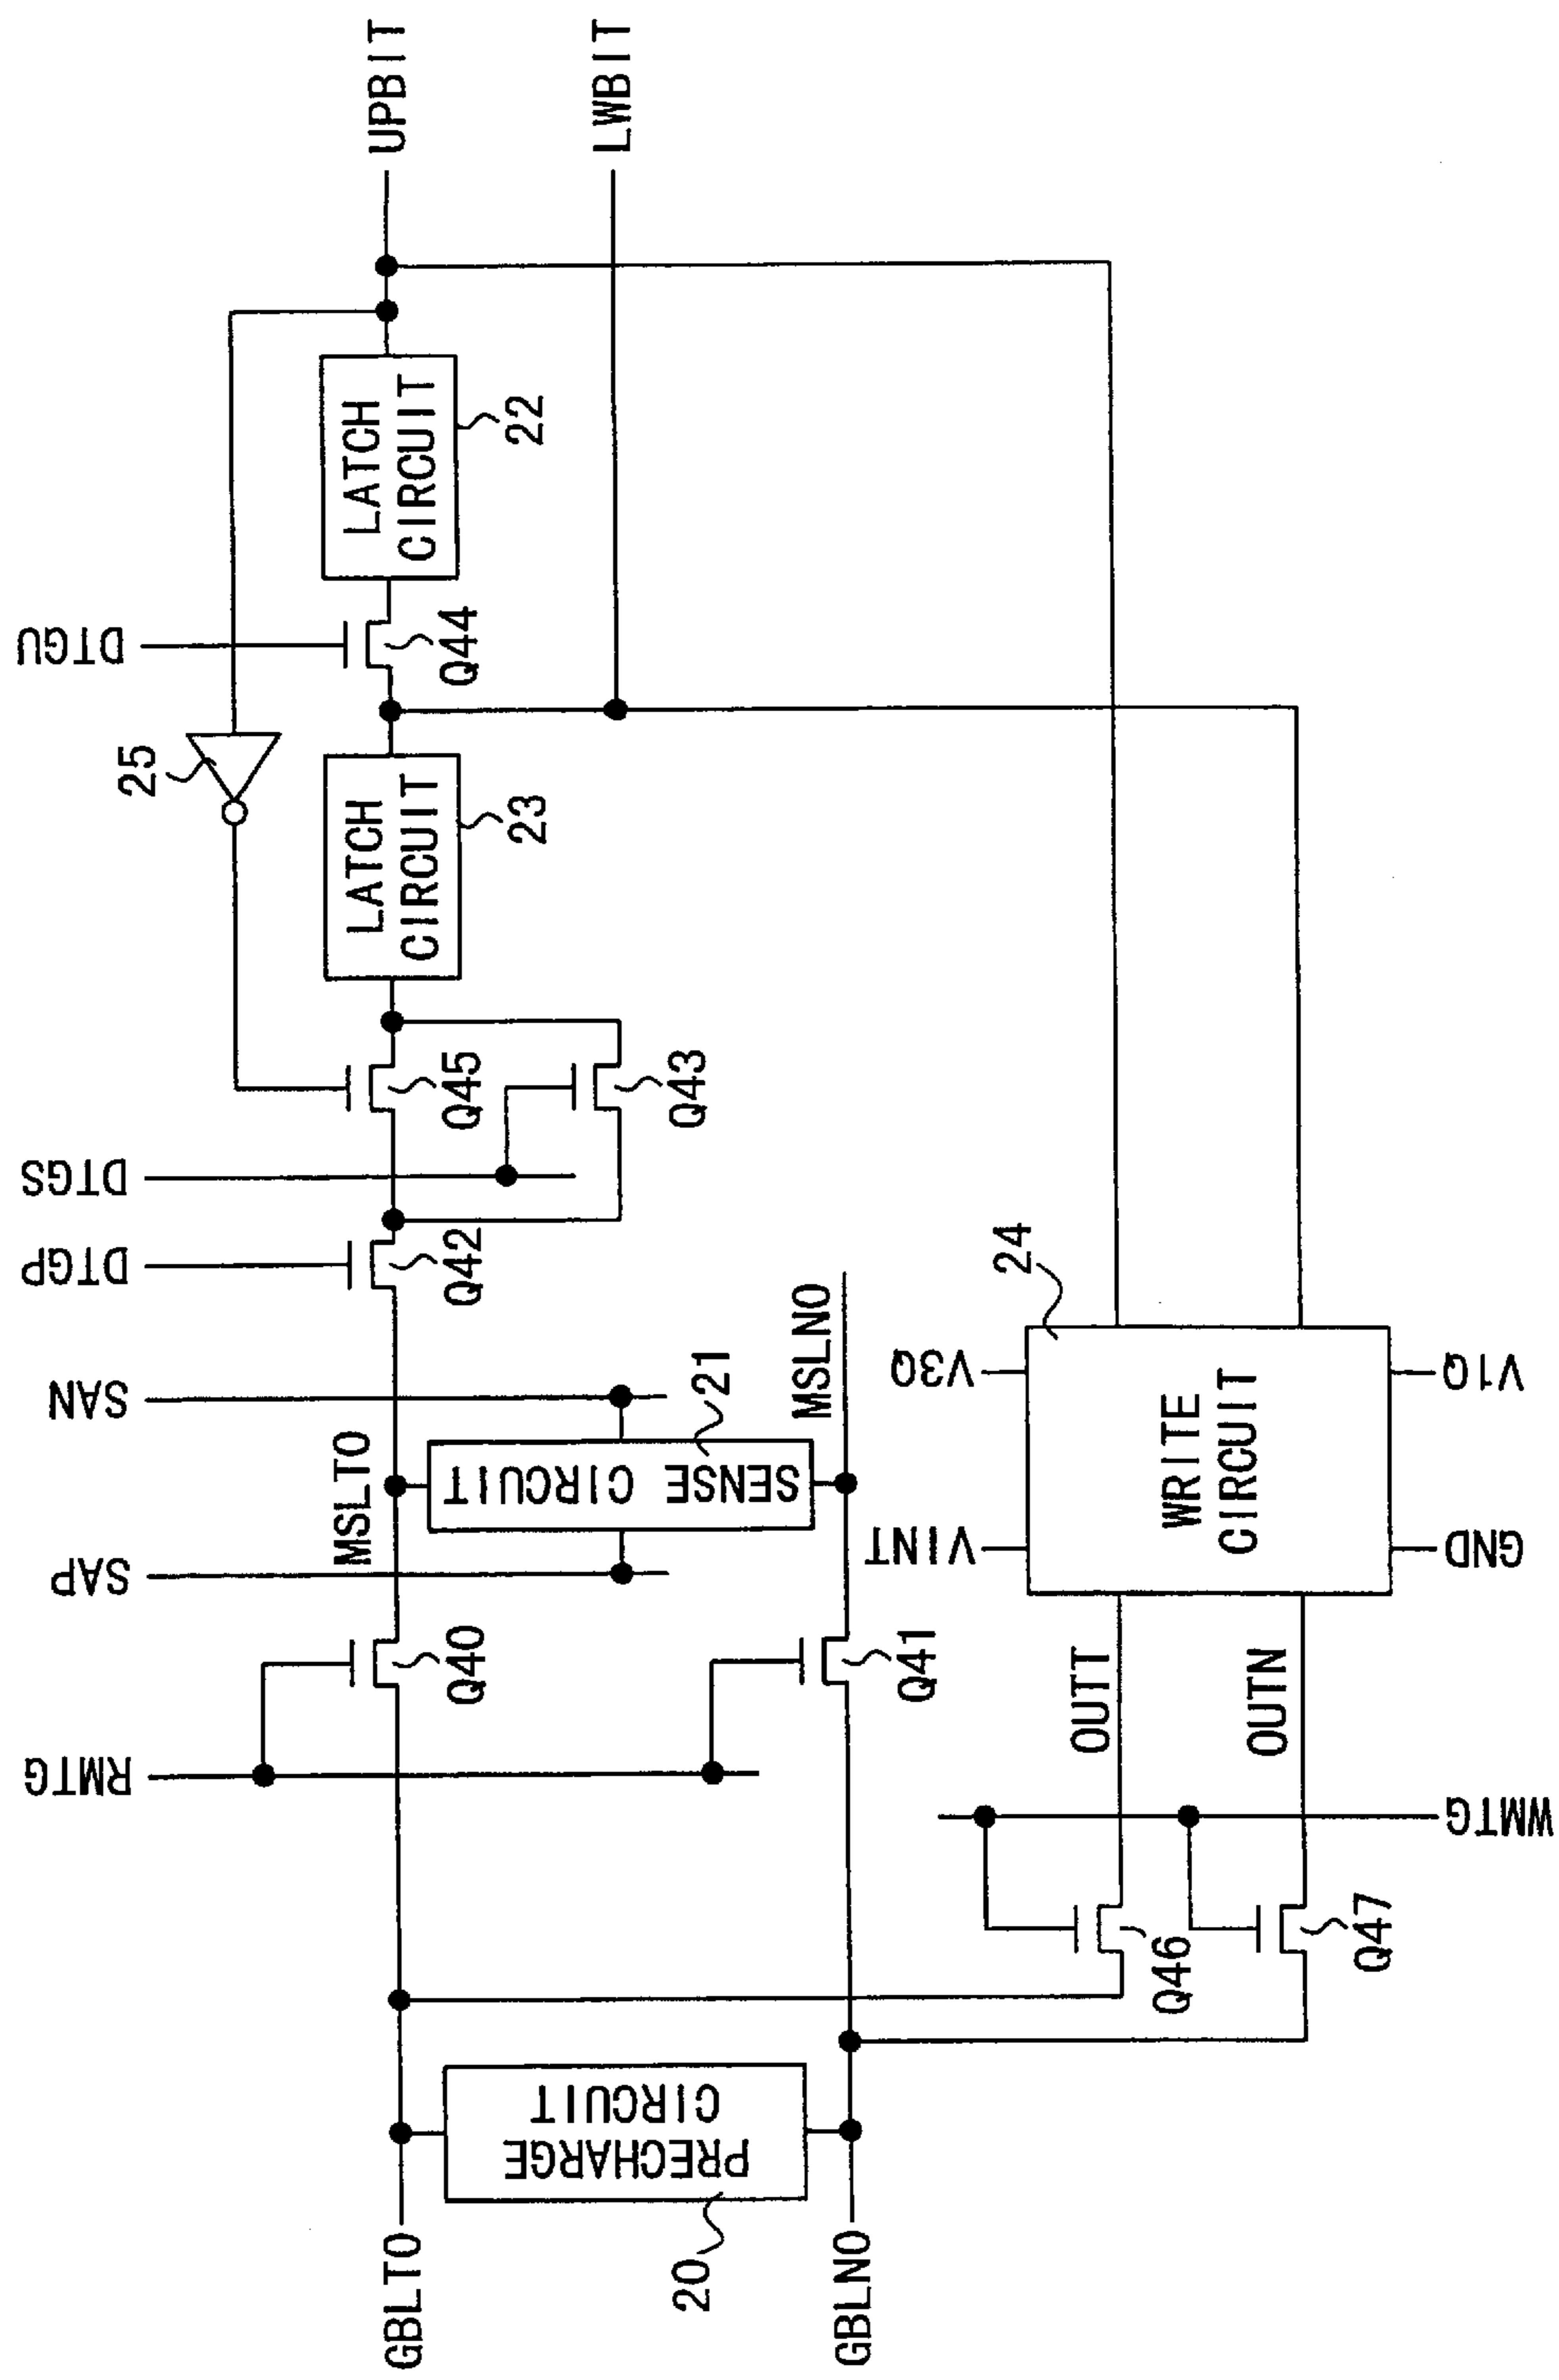 UPBIT
LWBIT
LATCH
CIRCUIT
22
DTGU
Q44
25
LATCH
CIRCUIT
23
Q45
Q43
DTGS
DTGP
Q42
SAN
MSLT0
SENSE CIRCUIT
21
MSLN0
SAP
Q40
Q41
RMTG
24
V3Q
V1Q
WRITE
CIRCUIT
VINT
GND
OUTT
OUTN
WMTG
Q46
Q47
PRECHARGE
CIRCUIT
20
GBLT0
GBLN0